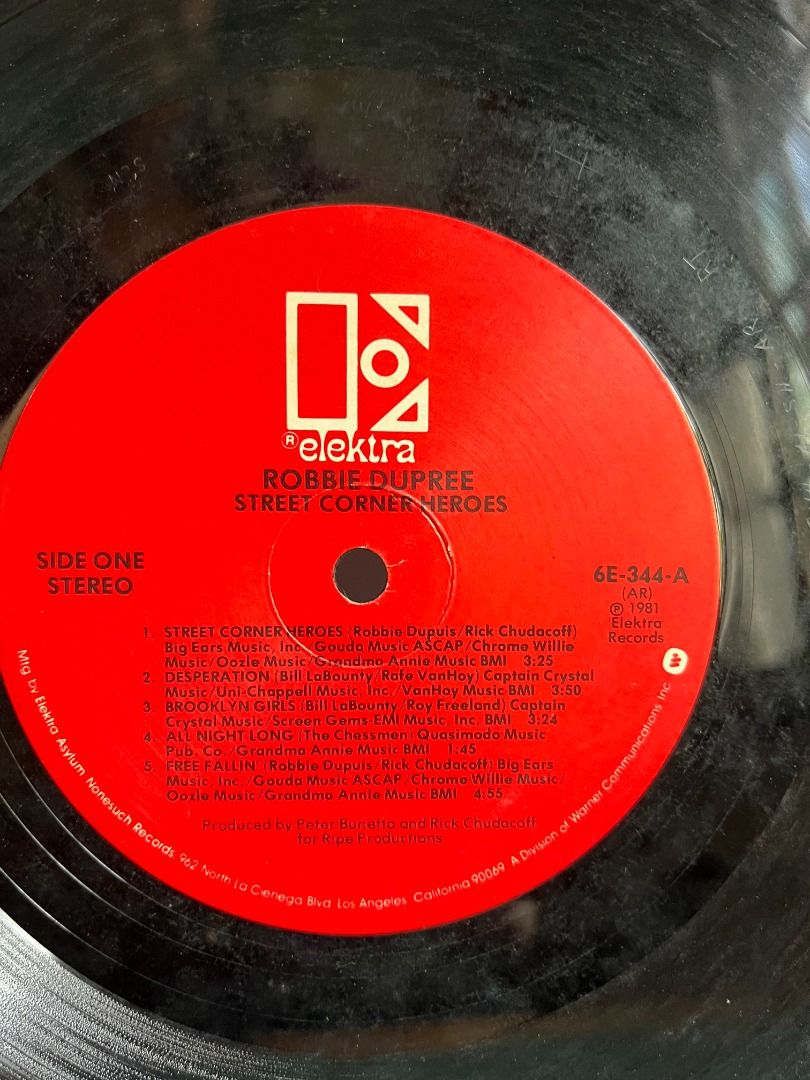 ® elektra
ROBBIE DUPREE
STREET CORNER HEROES
SIDE ONE
STEREO
6E-344-A
(AR)
℗ 1981
Elektra
Records
1. STREET CORNER HEROES (Robbie Dupuis/Rick Chudacoff)
Big Ears Music, Inc./Gouda Music ASCAP/Chrome Willie
Music/Oozle Music/Grandma Annie Music BMI 3:25
2. DESPERATION (Bill LaBounty/Rafe VanHoy) Captain Crystal
Music/Uni-Chappell Music, Inc./VanHoy Music BMI 3:50
3. BROOKLYN GIRLS (Bill LaBounty/Roy Freeland) Captain
Crystal Music/Screen Gems-EMI Music, Inc. BMI 3:24
4. ALL NIGHT LONG (The Chessmen) Quasimodo Music
Pub. Co./Grandma Annie Music BMI 1:45
5. FREE FALLIN' (Robbie Dupuis/Rick Chudacoff) Big Ears
Music, Inc./Gouda Music ASCAP/Chrome Willie Music/
Oozle Music/Grandma Annie Music BMI 4:55
Produced by Peter Bunetta and Rick Chudacoff
for Ripe Productions
Mfg. by Elektra Asylum Nonesuch Records, 962 North La Cienega Blvd. Los Angeles, California 90069 A Division of Warner Communications Inc.